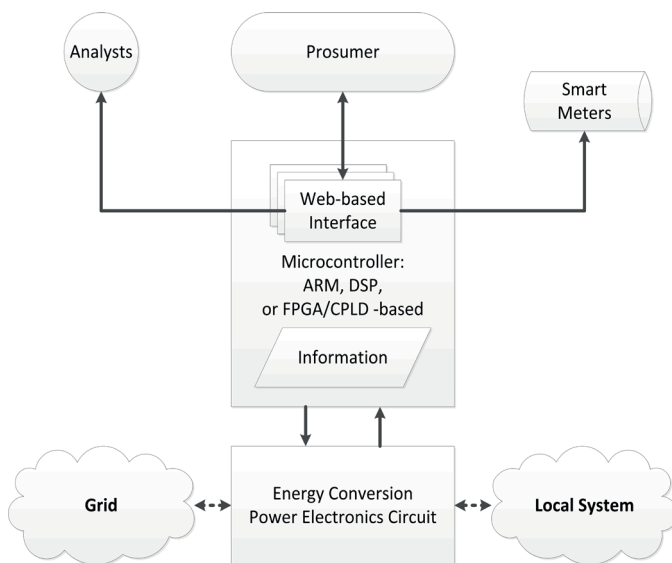 Analysts
Prosumer
Smart
Meters
Web-based
Interface
Microcontroller:
ARM, DSP,
or FPGA/CPLD -based
Information
Grid
Energy Conversion
Power Electronics Circuit
Local System